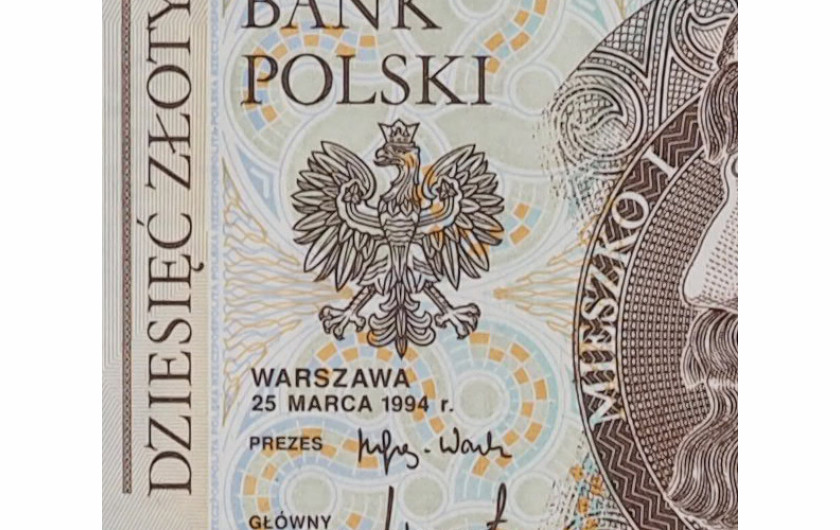 BANK
POLSKI
DZIESIĘĆ ZŁOTY
MIESZKO I
WARSZAWA
25 MARCA 1994 r.
PREZES
GŁÓWNY